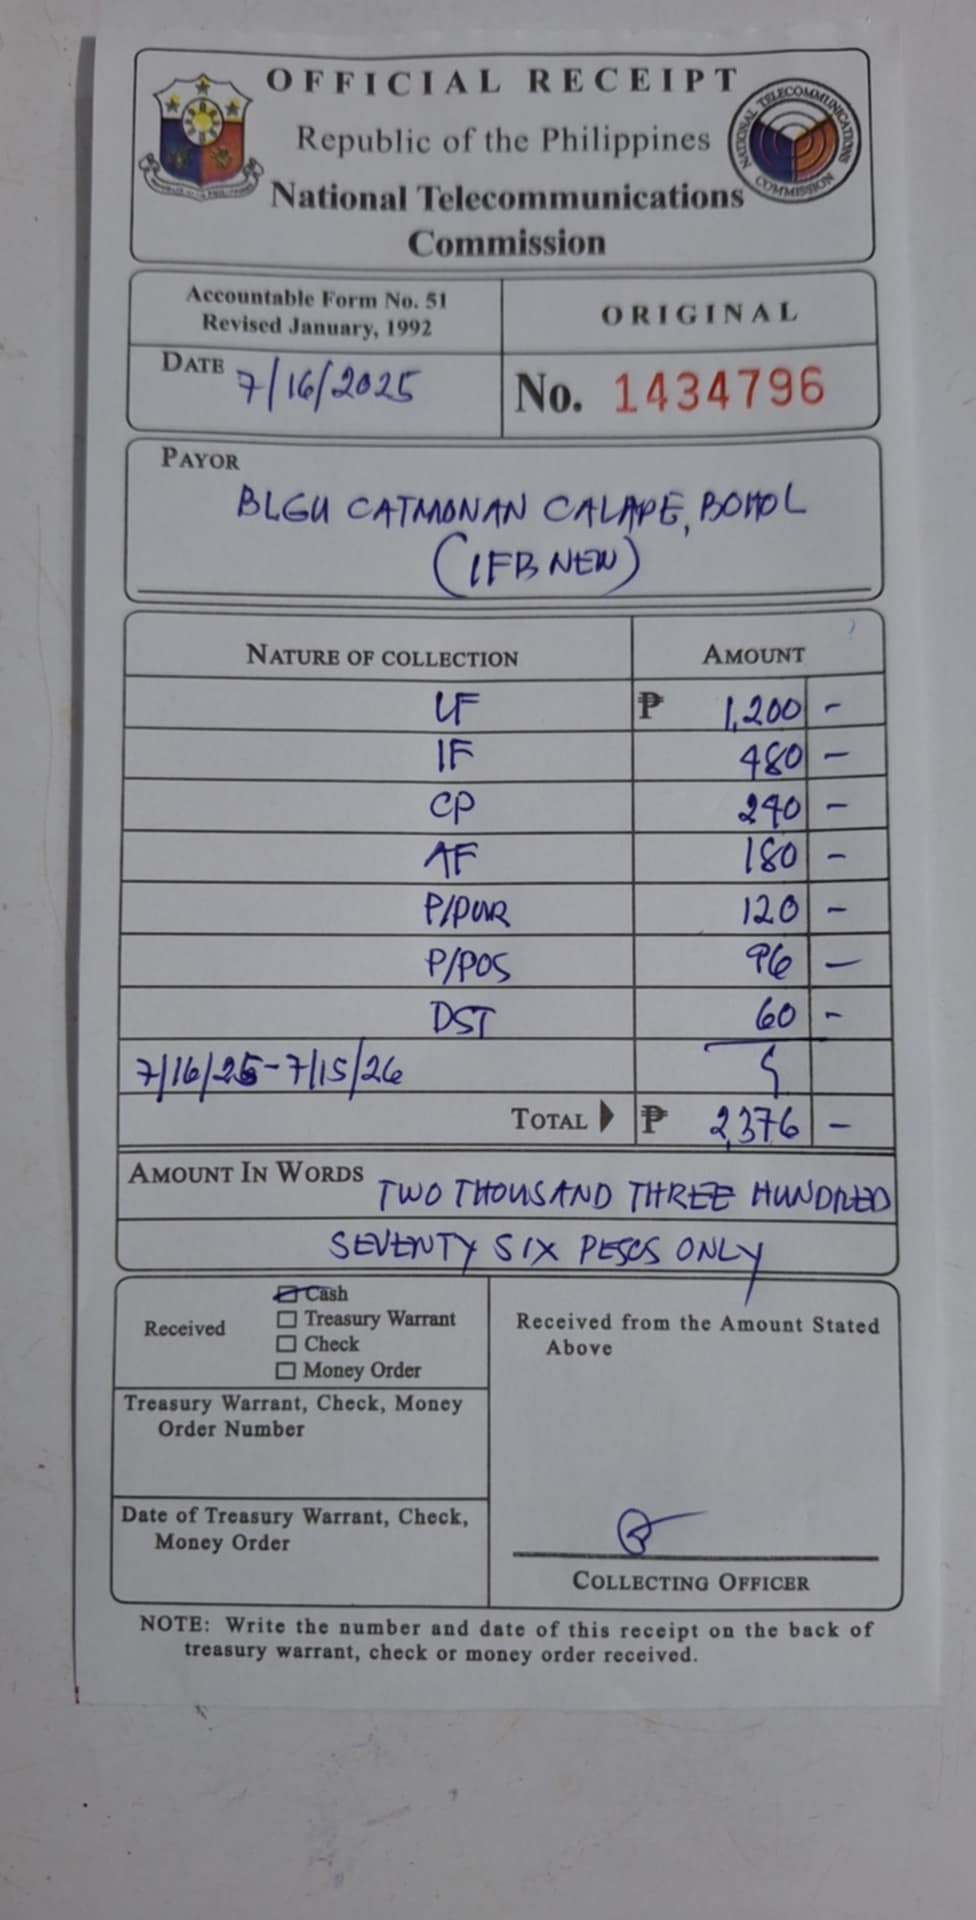 OFFICIAL RECEIPT
Republic of the Philippines
National Telecommunications
Commission
NATIONAL TELECOMMUNICATIONS COMMISSION
Accountable Form No. 51
Revised January, 1992
ORIGINAL
DATE 7/16/2025
No. 1434796
PAYOR
BLGU CATMONAN CALAPE, BOHOL
(IFB NEW)
NATURE OF COLLECTION AMOUNT
LF ₱ 1,200 -
IF 480 -
CP 240 -
AF 180 -
P/PUR 120 -
P/POS 96 -
DST 60 -
7/16/25-7/15/26
TOTAL ▶ ₱ 2,376 -
AMOUNT IN WORDS TWO THOUSAND THREE HUNDRED
SEVENTY SIX PESOS ONLY
Received
Cash
Treasury Warrant
Check
Money Order
Received from the Amount Stated
Above
Treasury Warrant, Check, Money
Order Number
Date of Treasury Warrant, Check,
Money Order
COLLECTING OFFICER
NOTE: Write the number and date of this receipt on the back of
treasury warrant, check or money order received.